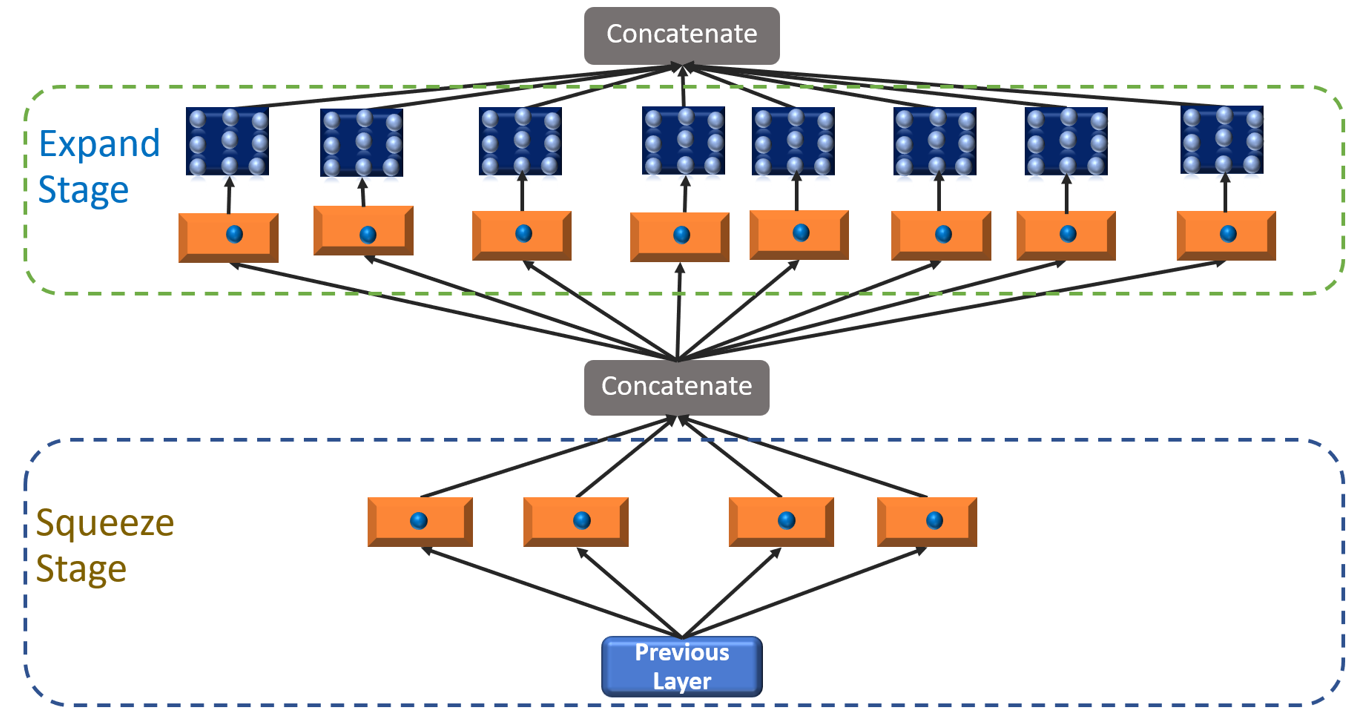 Concatenate
Expand
Stage
Concatenate
Squeeze
Stage
Previous
Layer